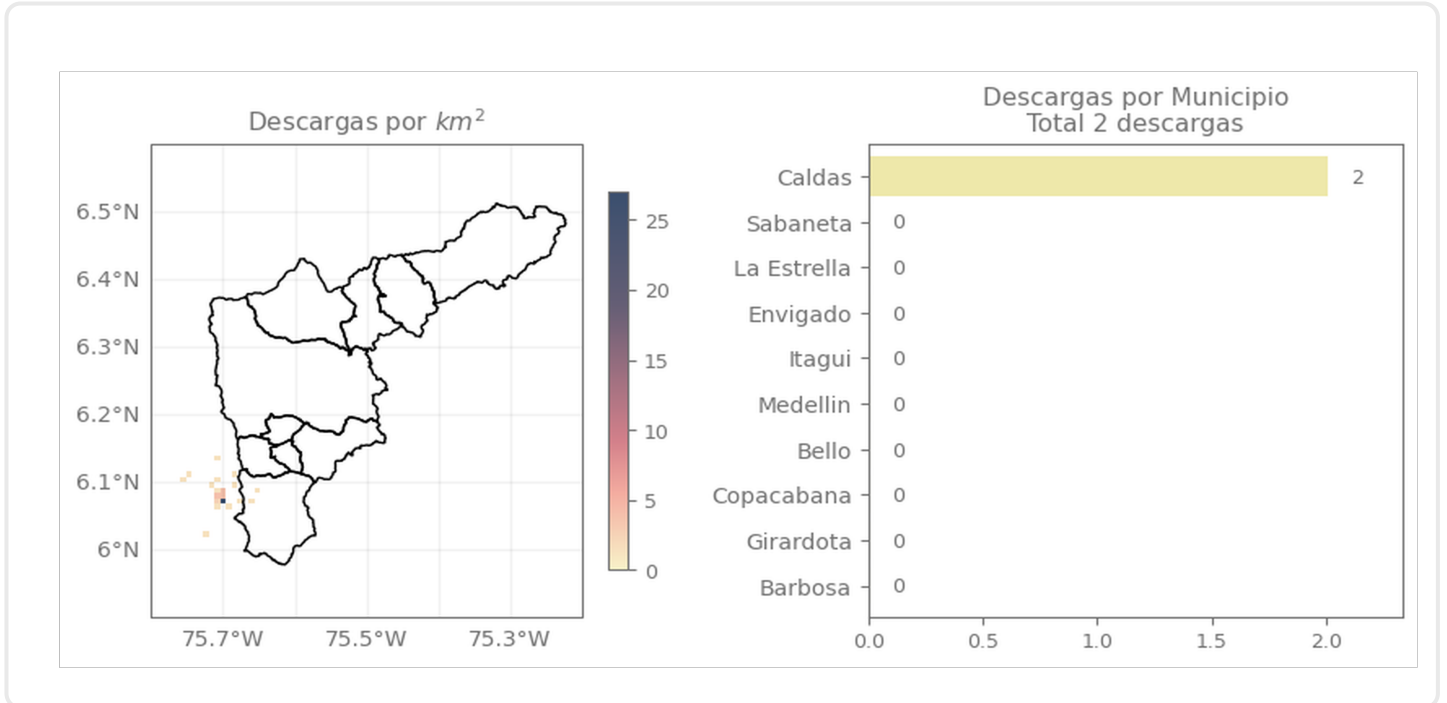 Descargas por km²
6.5°N
6.4°N
6.3°N
6.2°N
6.1°N
6°N
75.7°W 75.5°W 75.3°W
25
20
15
10
5
0
Descargas por Municipio
Total 2 descargas
Caldas 2
Sabaneta 0
La Estrella 0
Envigado 0
Itagui 0
Medellin 0
Bello 0
Copacabana 0
Girardota 0
Barbosa 0
0.0 0.5 1.0 1.5 2.0